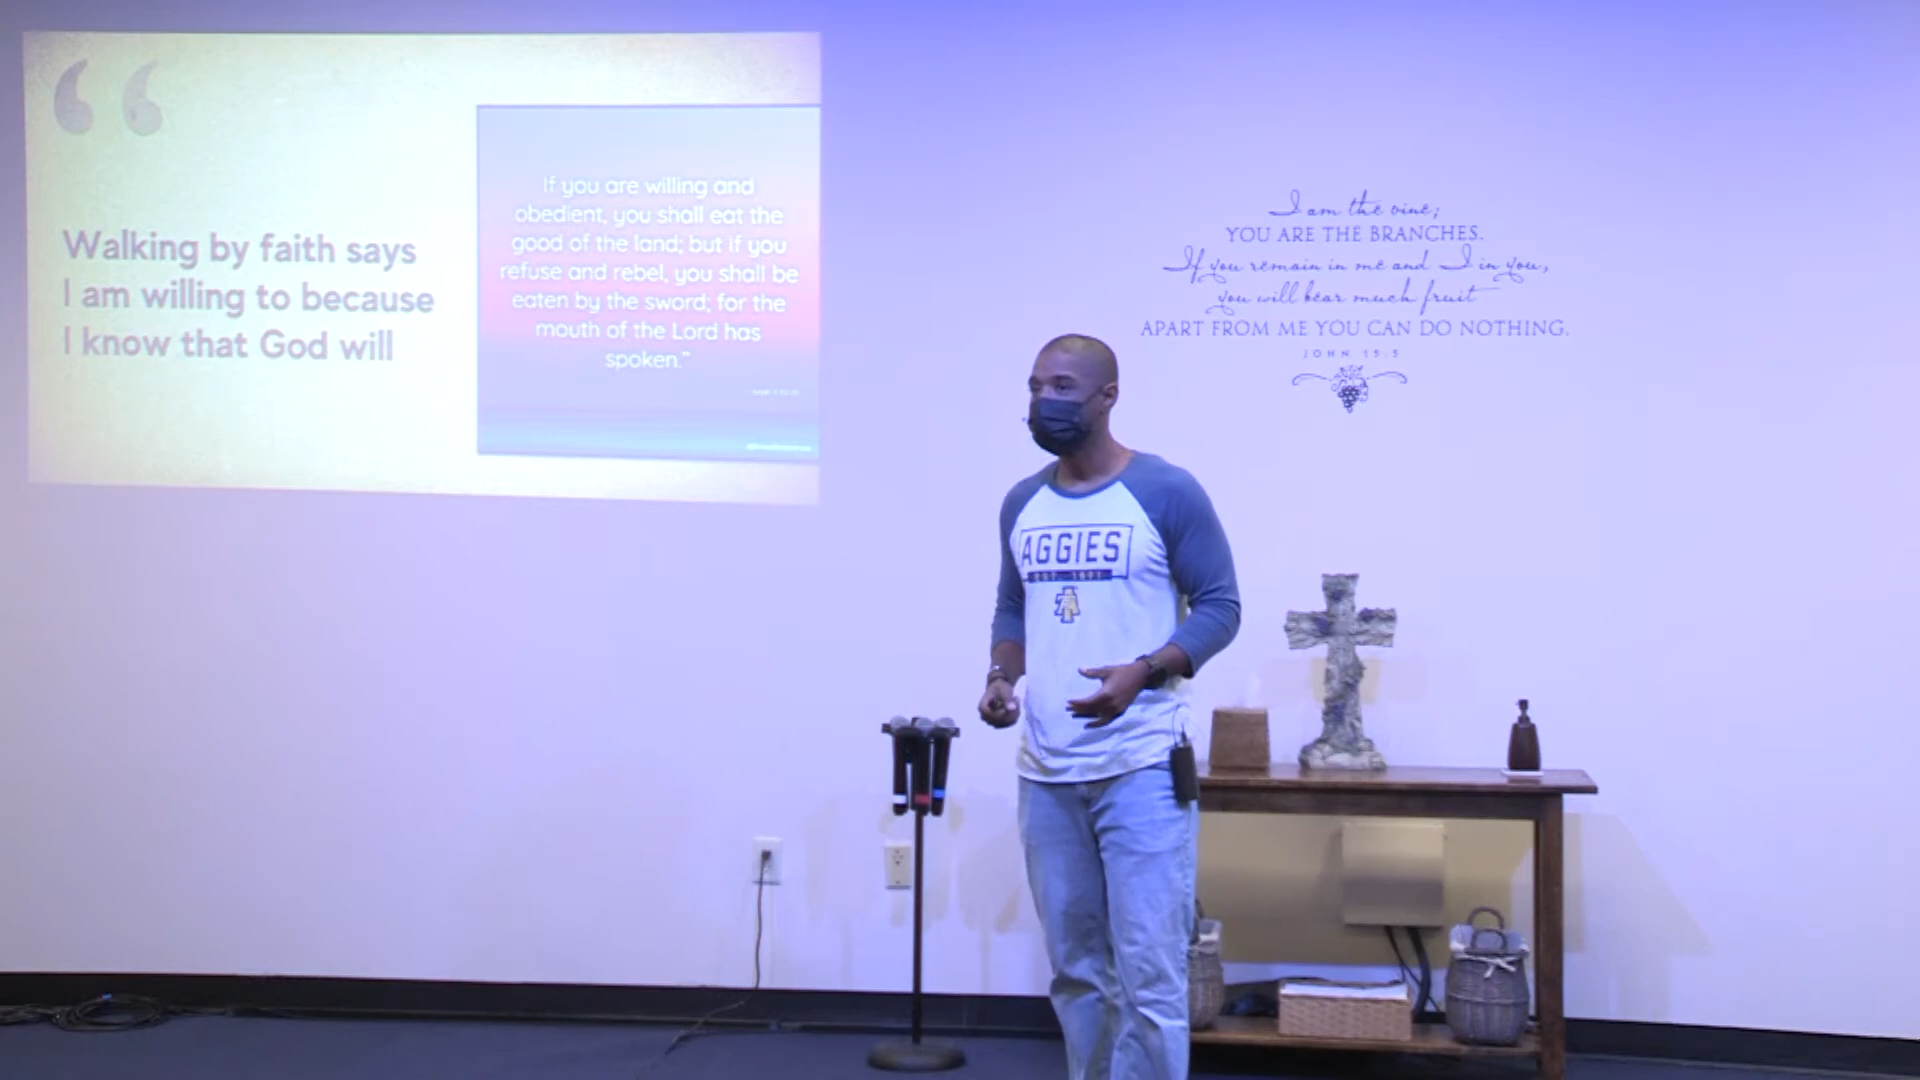 “
Walking by faith says
I am willing to because
I know that God will
If you are willing and
obedient, you shall eat the
good of the land; but if you
refuse and rebel, you shall be
eaten by the sword; for the
mouth of the Lord has
spoken.”
I am the vine;
YOU ARE THE BRANCHES.
If you remain in me and I in you,
you will bear much fruit
APART FROM ME YOU CAN DO NOTHING.
JOHN 15:5
AGGIES
EST. 1891